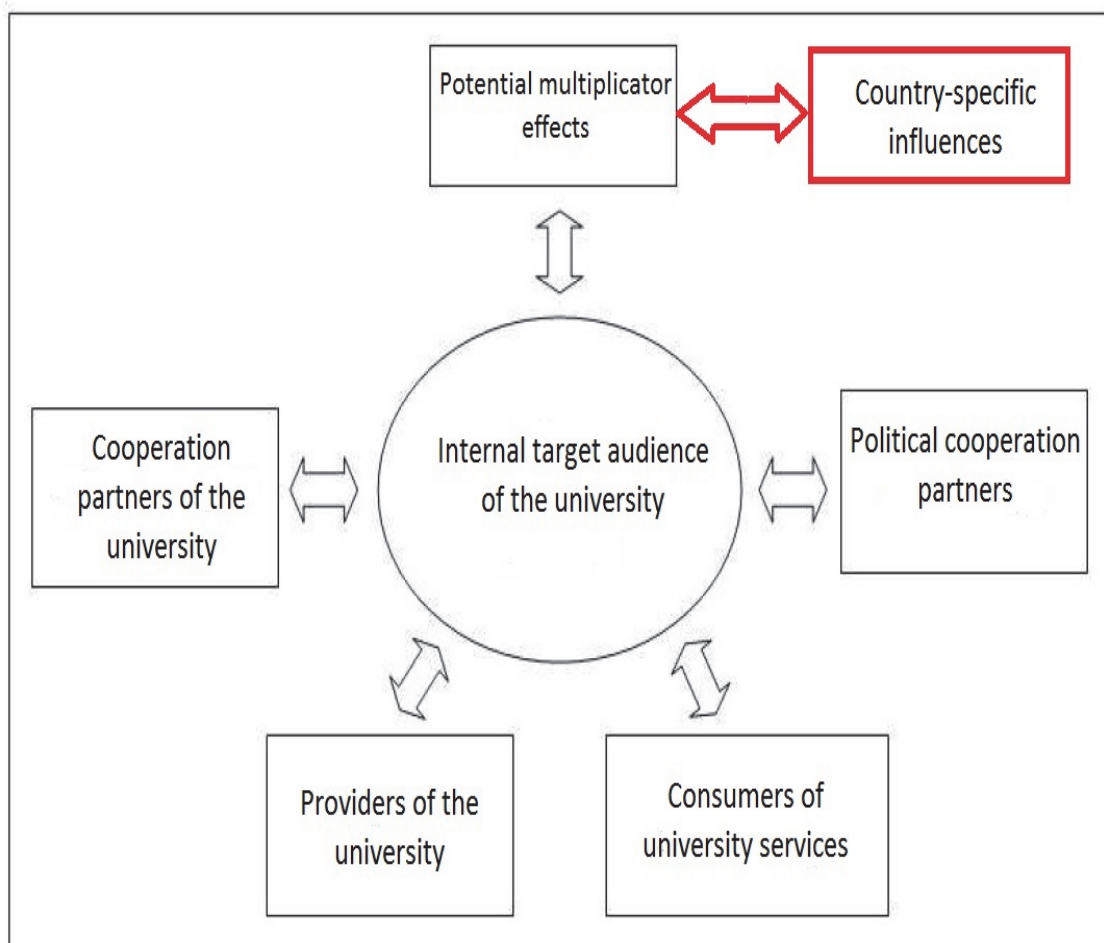 Potential multiplicator
effects
Country-specific
influences
Cooperation
partners of the
university
Internal target audience
of the university
Political cooperation
partners
Providers of the
university
Consumers of
university services